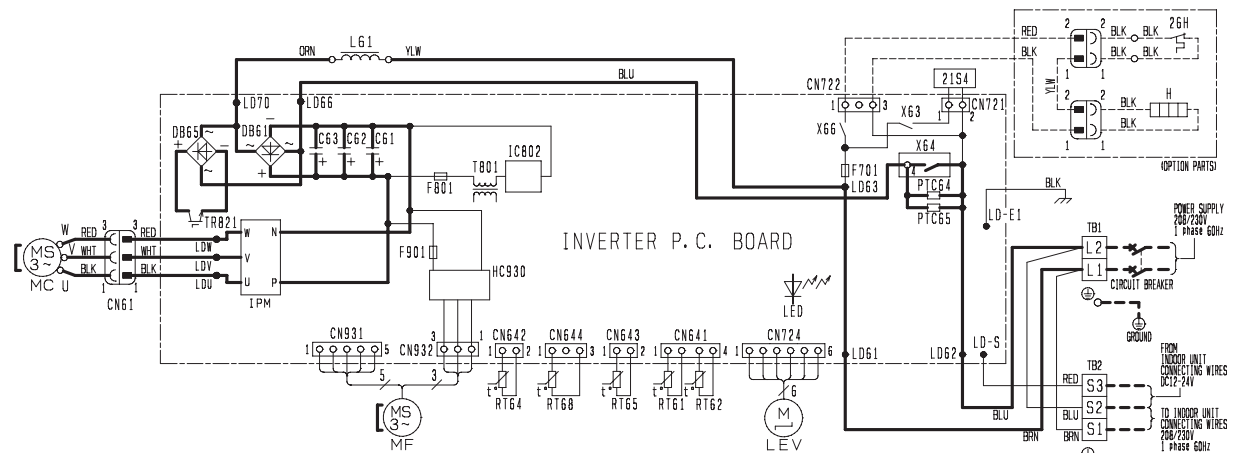 L61
ORN
YLW
BLU
LD70
LD66
DB65
~
~
+
−
DB61
−
~
~
+
C63
C62
C61
+
+
+
TR821
F801
T801
IC802
F901
HC930
W
V
U
N
P
IPM
LDW
LDV
LDU
W RED 3 3 RED
V WHT WHT
U BLK 1 1 BLK
CN61
MS
3~
MC
INVERTER P.C. BOARD
LED
CN722
1 3
21S4
CN721
1 2
X63
X66
X64
4
F701
LD63
PTC64
PTC65
LD-E1
BLK
RED
BLK
YLW
2 2
1 1
BLK BLK
BLK BLK
26H
2 2
1 1
BLK
BLK
H
(OPTION PARTS)
POWER SUPPLY
208/230V
1 phase 60Hz
TB1
L2
L1
CIRCUIT BREAKER
GROUND
CN931
1 5
CN932
3 1
CN642
1 2
CN644
1 3
CN643
1 2
CN641
1 4
CN724
1 6
LD61
LD62
LD-S
5
3
MS
3~
MF
t°
RT64
t°
RT68
t°
RT65
t°
RT61
t°
RT62
6
M
LEV
BLU
BRN
RED
BLU
BRN
TB2
S3
S2
S1
FROM
INDOOR UNIT
CONNECTING WIRES
DC12-24V
TO INDOOR UNIT
CONNECTING WIRES
208/230V
1 phase 60Hz